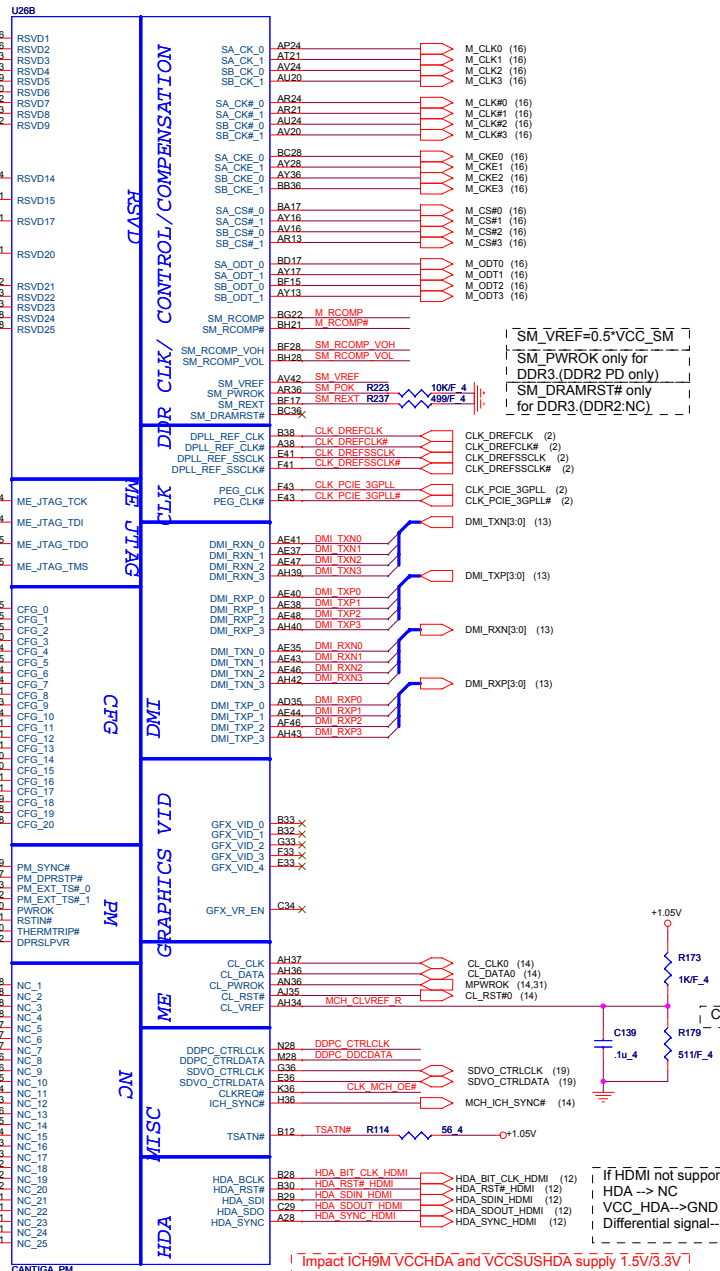 U26B
RSVD1
RSVD2
RSVD3
RSVD4
RSVD5
RSVD6
RSVD7
RSVD8
RSVD9
RSVD14
RSVD15
RSVD17
RSVD20
RSVD21
RSVD22
RSVD23
RSVD24
RSVD25
RSVD
ME_JTAG_TCK
ME_JTAG_TDI
ME_JTAG_TDO
ME_JTAG_TMS
ME JTAG
CFG_0
CFG_1
CFG_2
CFG_3
CFG_4
CFG_5
CFG_6
CFG_7
CFG_8
CFG_9
CFG_10
CFG_11
CFG_12
CFG_13
CFG_14
CFG_15
CFG_16
CFG_17
CFG_18
CFG_19
CFG_20
CFG
PM_SYNC#
PM_DPRSTP#
PM_EXT_TS#_0
PM_EXT_TS#_1
PWROK
RSTIN#
THERMTRIP#
DPRSLPVR
PM
NC_1
NC_2
NC_3
NC_4
NC_5
NC_6
NC_7
NC_8
NC_9
NC_10
NC_11
NC_12
NC_13
NC_14
NC_15
NC_16
NC_17
NC_18
NC_19
NC_20
NC_21
NC_22
NC_23
NC_24
NC_25
NC
CANTIGA_PM
DDR CLK/ CONTROL/COMPENSATION
SA_CK_0 AP24 M_CLK0 (16)
SA_CK_1 AT21 M_CLK1 (16)
SB_CK_0 AV24 M_CLK2 (16)
SB_CK_1 AU20 M_CLK3 (16)
SA_CK#_0 AR24 M_CLK#0 (16)
SA_CK#_1 AR21 M_CLK#1 (16)
SB_CK#_0 AU24 M_CLK#2 (16)
SB_CK#_1 AV20 M_CLK#3 (16)
SA_CKE_0 BC28 M_CKE0 (16)
SA_CKE_1 AY28 M_CKE1 (16)
SB_CKE_0 AY36 M_CKE2 (16)
SB_CKE_1 BB36 M_CKE3 (16)
SA_CS#_0 BA17 M_CS#0 (16)
SA_CS#_1 AY16 M_CS#1 (16)
SB_CS#_0 AV16 M_CS#2 (16)
SB_CS#_1 AR13 M_CS#3 (16)
SA_ODT_0 BD17 M_ODT0 (16)
SA_ODT_1 AY17 M_ODT1 (16)
SB_ODT_0 BF15 M_ODT2 (16)
SB_ODT_1 AY13 M_ODT3 (16)
SM_RCOMP BG22 M_RCOMP
SM_RCOMP# BH21 M_RCOMP#
SM_RCOMP_VOH BF28 SM_RCOMP_VOH
SM_RCOMP_VOL BH28 SM_RCOMP_VOL
SM_VREF AV42 SM_VREF
SM_PWROK AR36 SM_POK R223 10K/F_4
SM_REXT BF17 SM_REXT R237 499/F_4
SM_DRAMRST# BC36
SM_VREF=0.5*VCC_SM
SM_PWROK only for
DDR3.(DDR2 PD only)
SM_DRAMRST# only
for DDR3.(DDR2:NC)
CLK
DPLL_REF_CLK B38 CLK_DREFCLK CLK_DREFCLK (2)
DPLL_REF_CLK# A38 CLK_DREFCLK# CLK_DREFCLK# (2)
DPLL_REF_SSCLK E41 CLK_DREFSSCLK CLK_DREFSSCLK (2)
DPLL_REF_SSCLK# F41 CLK_DREFSSCLK# CLK_DREFSSCLK# (2)
PEG_CLK F43 CLK_PCIE_3GPLL CLK_PCIE_3GPLL (2)
PEG_CLK# E43 CLK_PCIE_3GPLL# CLK_PCIE_3GPLL# (2)
DMI
DMI_TXN[3:0] (13)
DMI_RXN_0 AE41 DMI_TXN0
DMI_RXN_1 AE37 DMI_TXN1
DMI_RXN_2 AE47 DMI_TXN2
DMI_RXN_3 AH39 DMI_TXN3
DMI_TXP[3:0] (13)
DMI_RXP_0 AE40 DMI_TXP0
DMI_RXP_1 AE38 DMI_TXP1
DMI_RXP_2 AE48 DMI_TXP2
DMI_RXP_3 AH40 DMI_TXP3
DMI_RXN[3:0] (13)
DMI_TXN_0 AE35 DMI_RXN0
DMI_TXN_1 AE43 DMI_RXN1
DMI_TXN_2 AE46 DMI_RXN2
DMI_TXN_3 AH42 DMI_RXN3
DMI_RXP[3:0] (13)
DMI_TXP_0 AD35 DMI_RXP0
DMI_TXP_1 AE44 DMI_RXP1
DMI_TXP_2 AF46 DMI_RXP2
DMI_TXP_3 AH43 DMI_RXP3
GRAPHICS VID
GFX_VID_0 B33
GFX_VID_1 B32
GFX_VID_2 G33
GFX_VID_3 F33
GFX_VID_4 E33
GFX_VR_EN C34
ME
CL_CLK AH37 CL_CLK0 (14)
CL_DATA AH36 CL_DATA0 (14)
CL_PWROK AN36 MPWROK (14,31)
CL_RST# AJ35 CL_RST#0 (14)
CL_VREF AH34 MCH_CLVREF_R
+1.05V
R173
1K/F_4
C139
.1u_4
R179
511/F_4
C
MISC
DDPC_CTRLCLK N28 DDPC_CTRLCLK
DDPC_CTRLDATA M28 DDPC_DDCDATA
SDVO_CTRLCLK G36 SDVO_CTRLCLK (19)
SDVO_CTRLDATA E36 SDVO_CTRLDATA (19)
CLKREQ# K36 CLK_MCH_OE#
ICH_SYNC# H36 MCH_ICH_SYNC# (14)
TSATN# B12 TSATN# R114 56_4 +1.05V
HDA
HDA_BCLK B28 HDA_BIT_CLK_HDMI HDA_BIT_CLK_HDMI (12)
HDA_RST# B30 HDA_RST#_HDMI HDA_RST#_HDMI (12)
HDA_SDI B29 HDA_SDIN_HDMI HDA_SDIN_HDMI (12)
HDA_SDO C29 HDA_SDOUT_HDMI HDA_SDOUT_HDMI (12)
HDA_SYNC A28 HDA_SYNC_HDMI HDA_SYNC_HDMI (12)
If HDMI not suppor
HDA --> NC
VCC_HDA-->GND
Differential signal--
Impact ICH9M VCCHDA and VCCSUSHDA supply 1.5V/3.3V